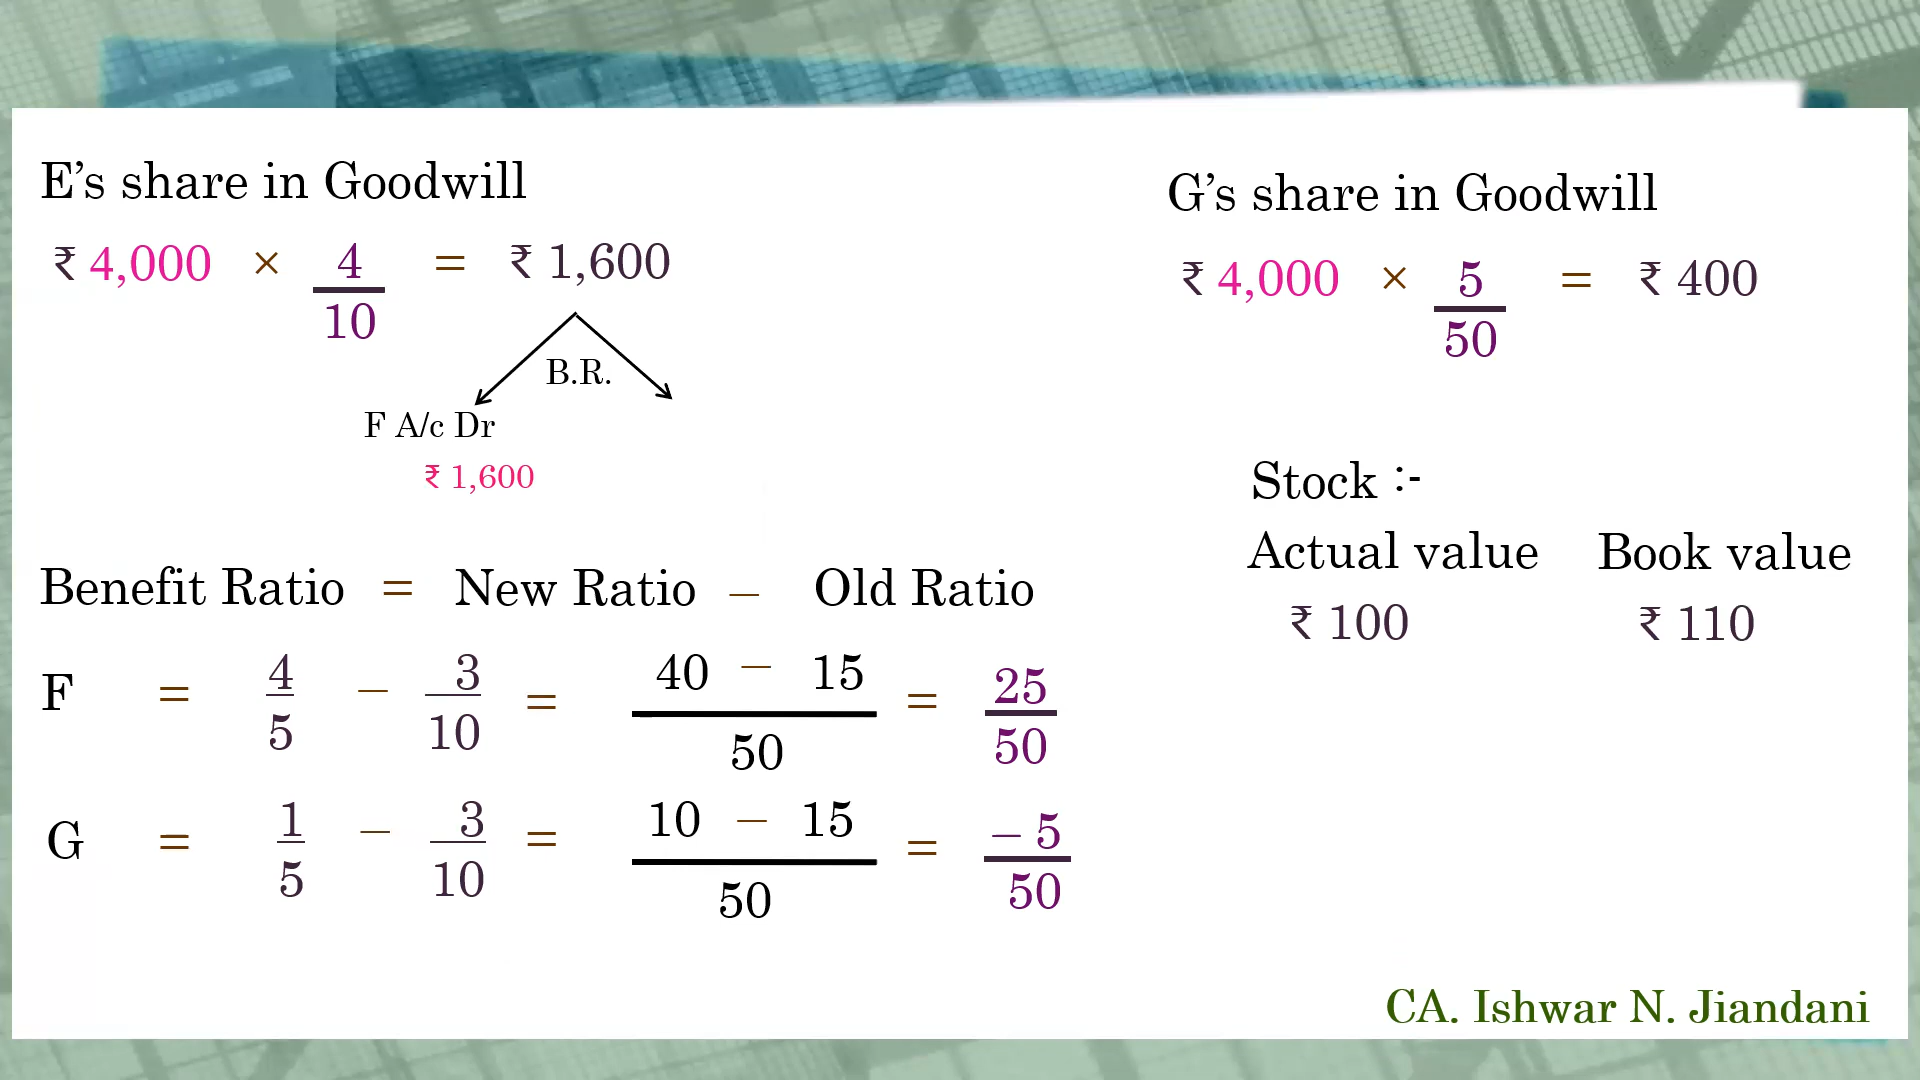 E’s share in Goodwill
₹ 4,000 × 4/10 = ₹ 1,600
B.R.
F A/c Dr
₹ 1,600
G’s share in Goodwill
₹ 4,000 × 5/50 = ₹ 400
Stock :-
Actual value Book value
₹ 100 ₹ 110
Benefit Ratio = New Ratio – Old Ratio
F = 4/5 – 3/10 = 40 – 15/50 = 25/50
G = 1/5 – 3/10 = 10 – 15/50 = – 5/50
CA. Ishwar N. Jiandani